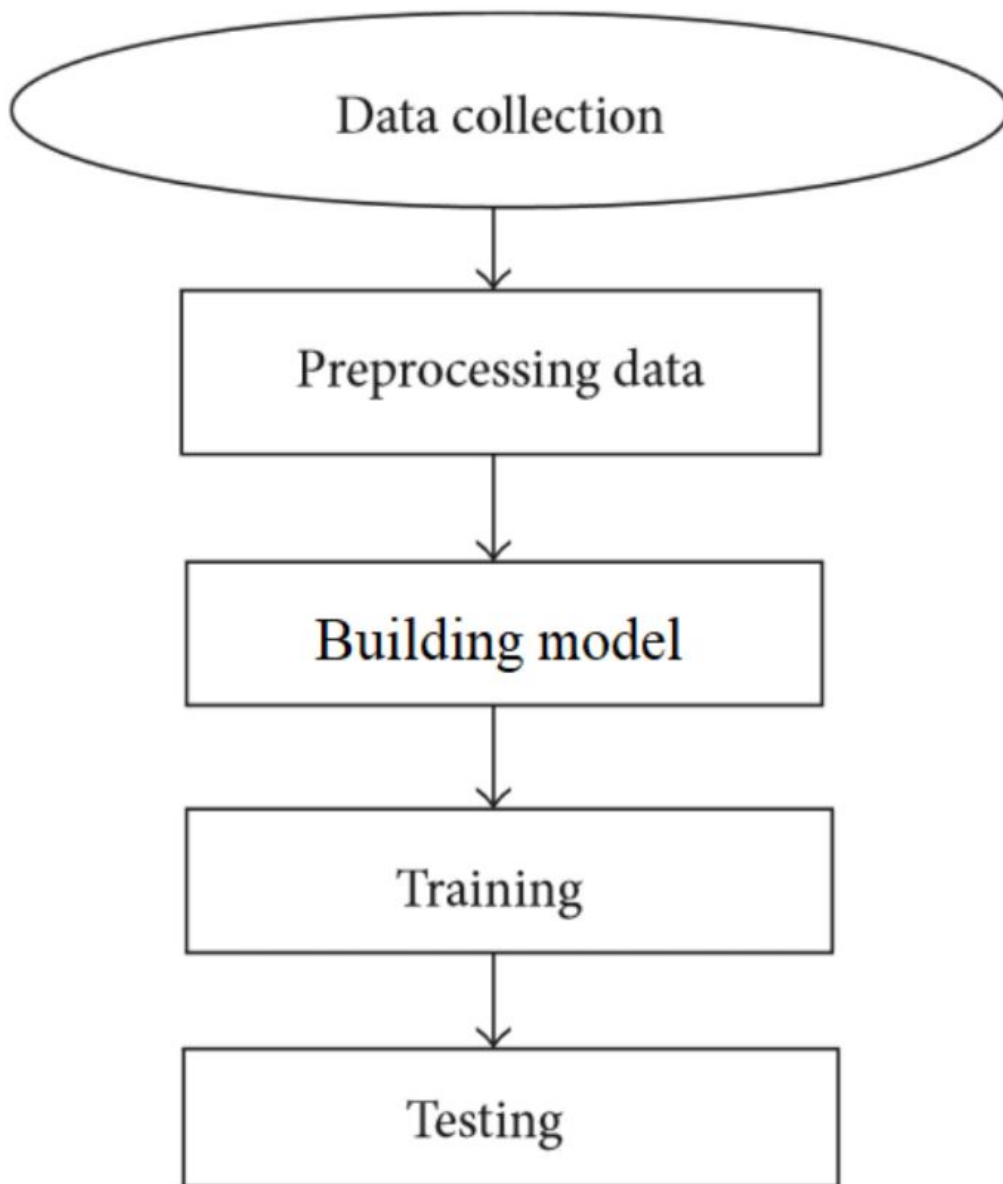 Data collection
Preprocessing data
Building model
Training
Testing